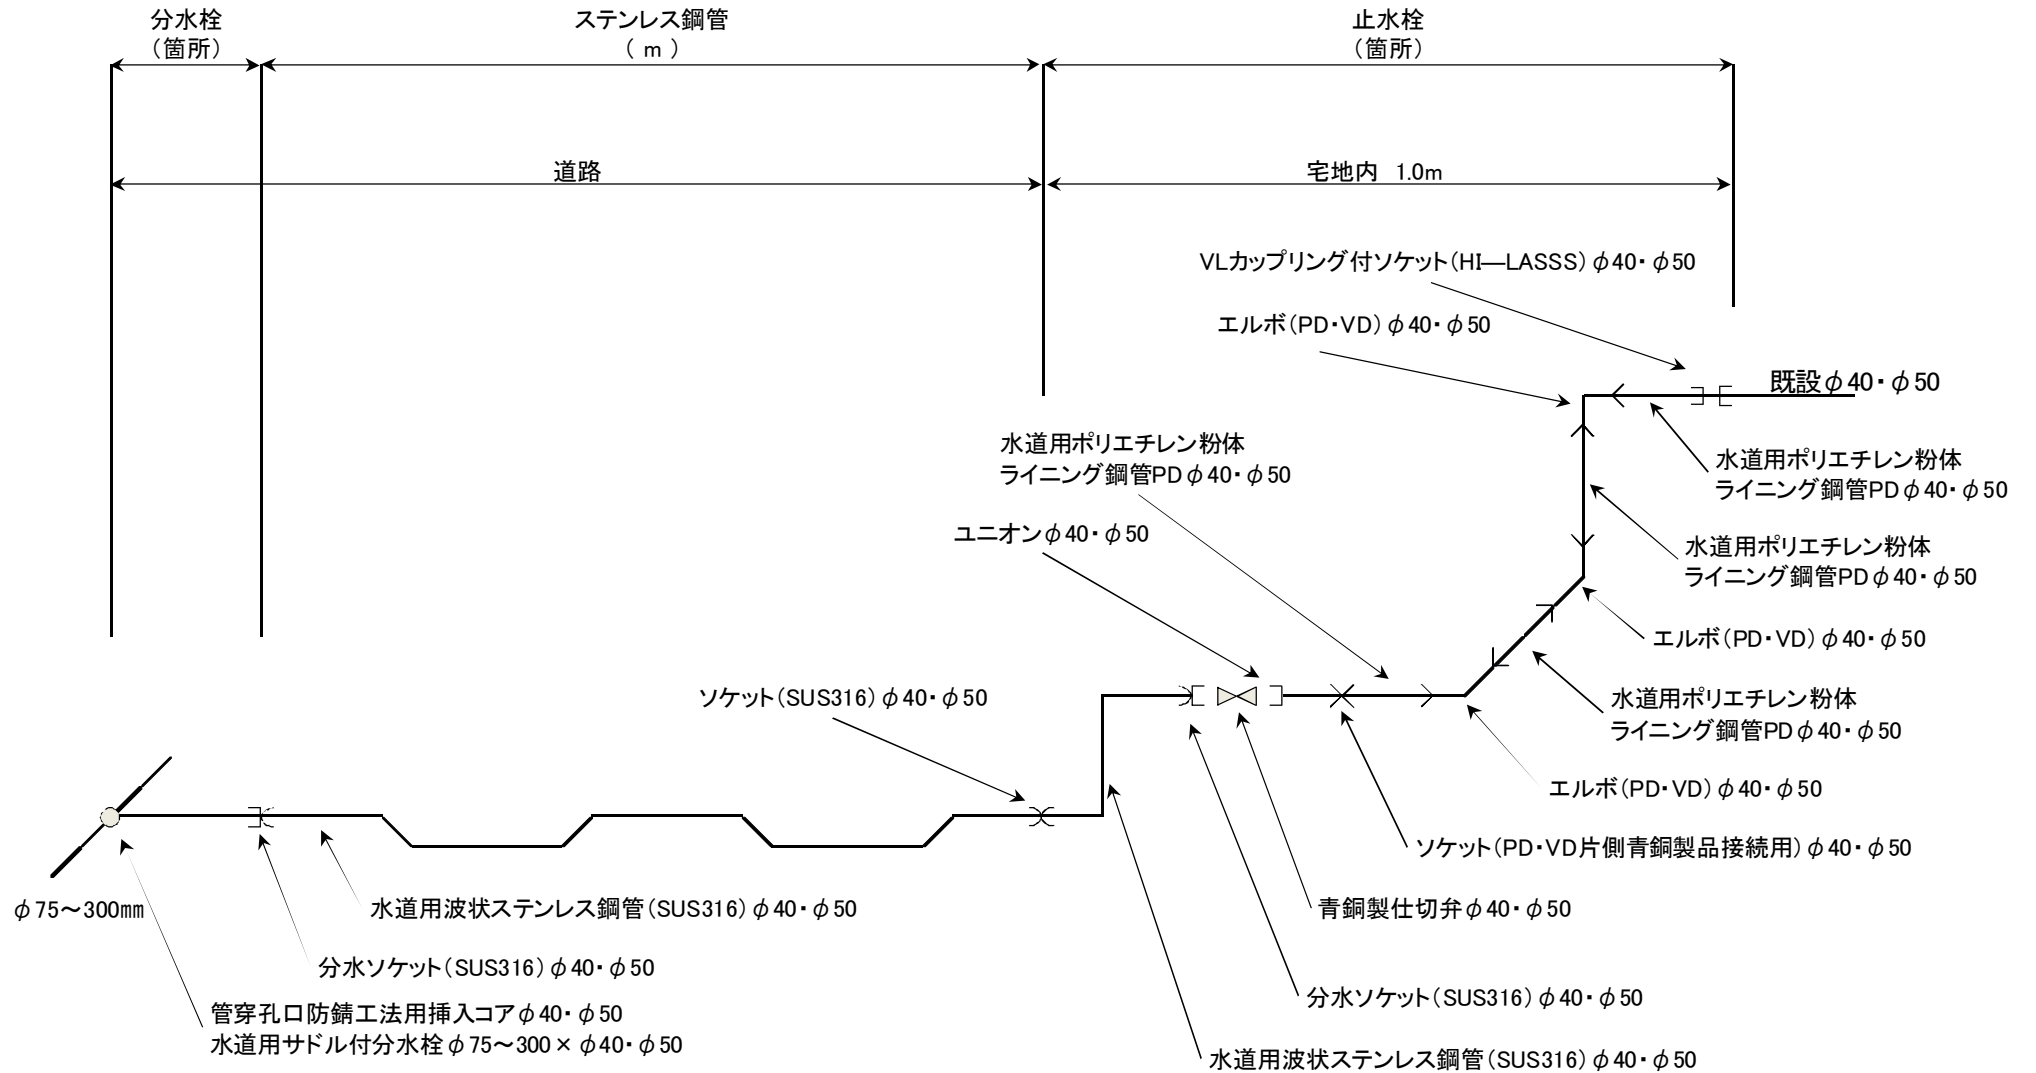 分水栓
（箇所）
ステンレス鋼管
（ m ）
止水栓
（箇所）
道路
宅地内　1.0m
VLカップリング付ソケット（HI―LASSS）φ40・φ50
エルボ（PD・VD）φ40・φ50
既設φ40・φ50
水道用ポリエチレン粉体
ライニング鋼管PDφ40・φ50
水道用ポリエチレン粉体
ライニング鋼管PDφ40・φ50
ユニオンφ40・φ50
水道用ポリエチレン粉体
ライニング鋼管PDφ40・φ50
エルボ（PD・VD）φ40・φ50
ソケット（SUS316）φ40・φ50
水道用ポリエチレン粉体
ライニング鋼管PDφ40・φ50
エルボ（PD・VD）φ40・φ50
ソケット（PD・VD片側青銅製品接続用）φ40・φ50
φ75～300㎜
水道用波状ステンレス鋼管（SUS316）φ40・φ50
青銅製仕切弁φ40・φ50
分水ソケット（SUS316）φ40・φ50
分水ソケット（SUS316）φ40・φ50
管穿孔口防錆工法用挿入コアφ40・φ50
水道用サドル付分水栓φ75～300×φ40・φ50
水道用波状ステンレス鋼管（SUS316）φ40・φ50